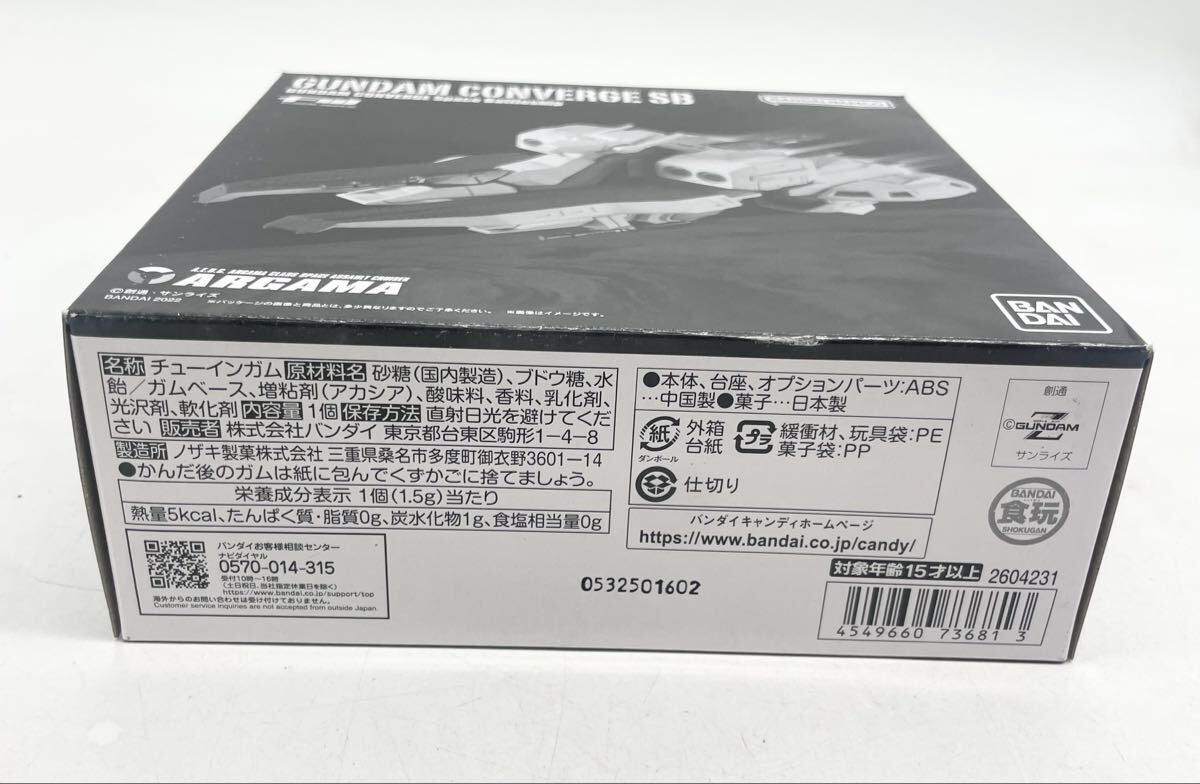 GUNDAM CONVERGE SB
GUNDAM CONVERGE Space Battleship
A.E.U.G. ARGAMA CLASS SPACE ASSAULT CRUISER
ARGAMA
©創通・サンライズ
BANDAI 2022
※パッケージの画像と商品とは、多少異なりますのでご了承ください。 ※画像はイメージです。
BAN
DAI
名称 チューインガム 原材料名 砂糖(国内製造)、ブドウ糖、水
飴/ガムベース、増粘剤(アカシア)、酸味料、香料、乳化剤、
光沢剤、軟化剤 内容量 1個 保存方法 直射日光を避けてくだ
さい 販売者 株式会社バンダイ 東京都台東区駒形1-4-8
製造所 ノザキ製菓株式会社 三重県桑名市多度町御衣野3601-14
●かんだ後のガムは紙に包んでくずかごに捨てましょう。
栄養成分表示 1個(1.5g)当たり
熱量5kcal、たんぱく質・脂質0g、炭水化物1g、食塩相当量0g
バンダイお客様相談センター
ナビダイヤル
0570-014-315
受付10時~16時
(土日祝日、当社指定休業日を除く)
https://www.bandai.co.jp/support/top
海外からのお問い合わせは受け付けておりません。
Customer service inquiries are not accepted from outside Japan.
●本体、台座、オプションパーツ:ABS
…中国製●菓子…日本製
紙
ダンボール
外箱
台紙
プラ
緩衝材、玩具袋:PE
菓子袋:PP
仕切り
バンダイキャンディホームページ
https://www.bandai.co.jp/candy/
0532501602
創通
©GUNDAM Z
サンライズ
BANDAI
食玩
SHOKUGAN
対象年齢15才以上 2604231
4549660 73681 3